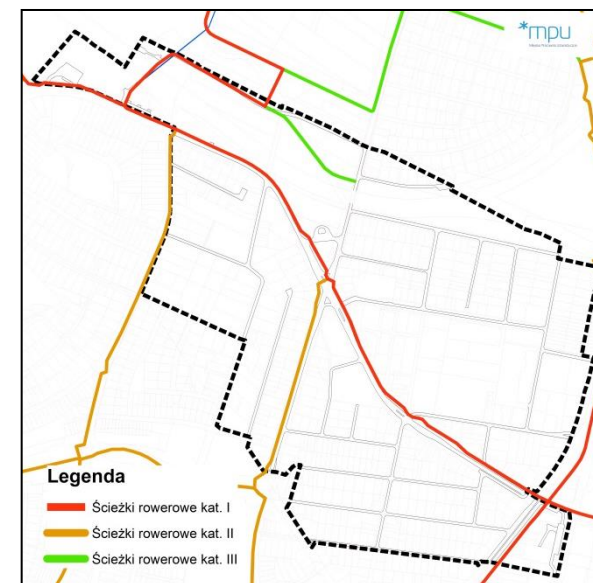 *mpu
Legenda
Ścieżki rowerowe kat. I
Ścieżki rowerowe kat. II
Ścieżki rowerowe kat. III